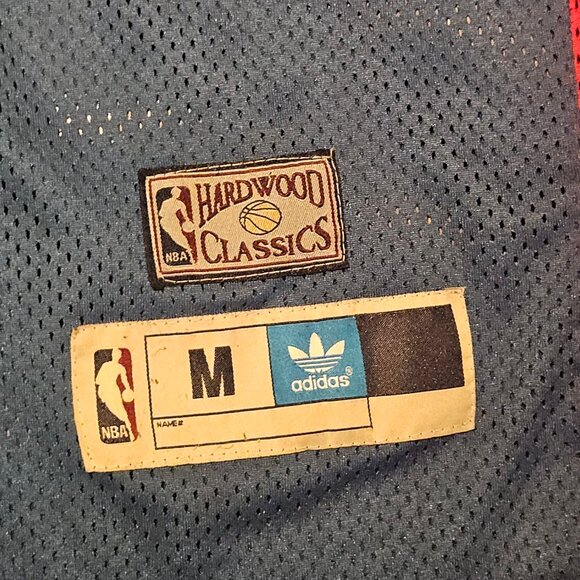 HARDWOOD
CLASSICS
NBA
M
adidas
NBA
NAME#